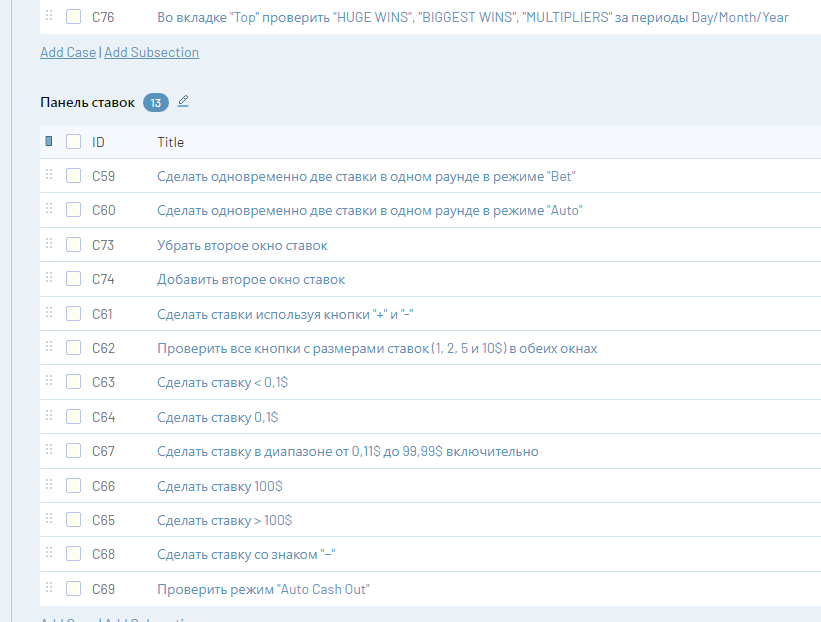 C76 Во вкладке "Top" проверить "HUGE WINS", "BIGGEST WINS", "MULTIPLIERS" за периоды Day/Month/Year
Add Case | Add Subsection
Панель ставок 13
ID Title
C59 Сделать одновременно две ставки в одном раунде в режиме "Bet"
C60 Сделать одновременно две ставки в одном раунде в режиме "Auto"
C73 Убрать второе окно ставок
C74 Добавить второе окно ставок
C61 Сделать ставки используя кнопки "+" и "-"
C62 Проверить все кнопки с размерами ставок (1, 2, 5 и 10$) в обеих окнах
C63 Сделать ставку < 0,1$
C64 Сделать ставку 0,1$
C67 Сделать ставку в диапазоне от 0,11$ до 99,99$ включительно
C66 Сделать ставку 100$
C65 Сделать ставку > 100$
C68 Сделать ставку со знаком "-"
C69 Проверить режим "Auto Cash Out"
Add Case | Add Subsection